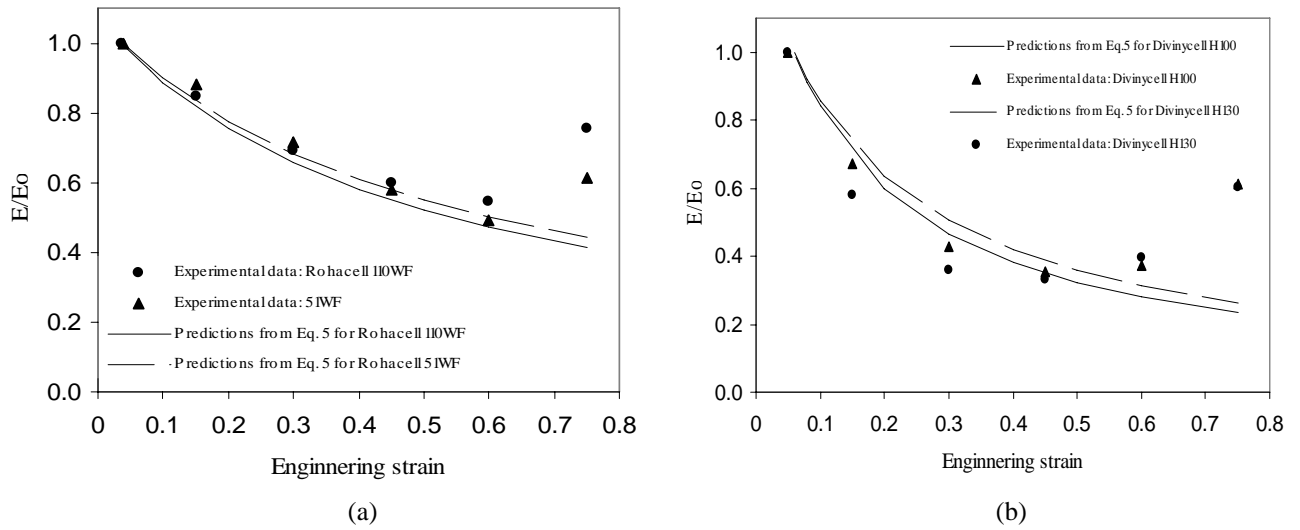 1.0
0.8
0.6
0.4
0.2
0.0
E/Eo
Experimental data: Rohacell 110WF
Experimental data: 51WF
Predictions from Eq. 5 for Rohacell 110WF
Predictions from Eq. 5 for Rohacell 51WF
0 0.1 0.2 0.3 0.4 0.5 0.6 0.7 0.8
Enginnering strain
(a)
1.0
0.8
0.6
0.4
0.2
0.0
E/Eo
Predictions from Eq.5 for Divinycell H100
Experimental data: Divinycell H100
Predictions from Eq. 5 for Divinycell H130
Experimental data: Divinycell H130
0 0.1 0.2 0.3 0.4 0.5 0.6 0.7 0.8
Enginnering strain
(b)